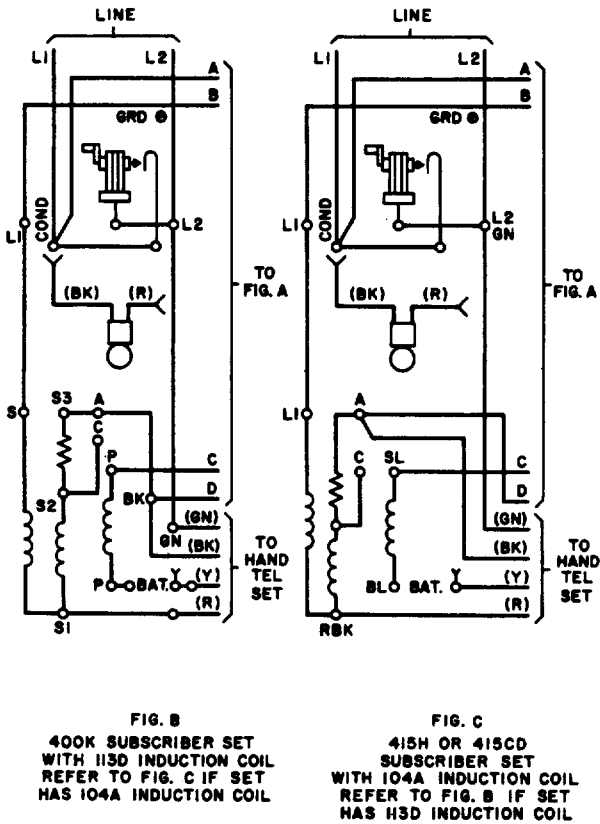 LINE
L1
L2
A
B
GRD
COND
L1
L2
TO
FIG. A
(BK)
(R)
S
S3
A
C
P
C
S2
BK
D
(GN)
GN
(BK)
TO
HAND
TEL
SET
P
BAT.
Y
(Y)
(R)
S1
FIG. B
400K SUBSCRIBER SET
WITH 113D INDUCTION COIL
REFER TO FIG. C IF SET
HAS 104A INDUCTION COIL
LINE
L1
L2
A
B
GRD
COND
L1
L2
GN
TO
FIG. A
(BK)
(R)
L1
A
C
SL
C
D
(GN)
(BK)
TO
HAND
TEL
SET
BL
BAT.
Y
(Y)
(R)
RBK
FIG. C
415H OR 415CD
SUBSCRIBER SET
WITH 104A INDUCTION COIL
REFER TO FIG. B IF SET
HAS 113D INDUCTION COIL